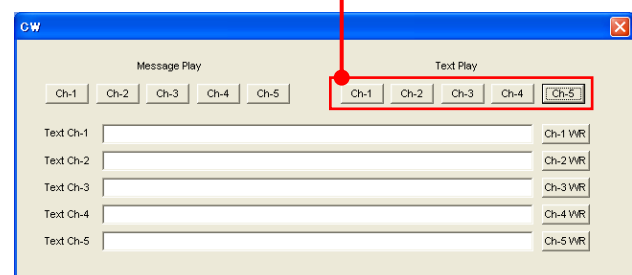 CW
Message Play Text Play
Ch-1 Ch-2 Ch-3 Ch-4 Ch-5 Ch-1 Ch-2 Ch-3 Ch-4 Ch-5
Text Ch-1 Ch-1 WR
Text Ch-2 Ch-2 WR
Text Ch-3 Ch-3 WR
Text Ch-4 Ch-4 WR
Text Ch-5 Ch-5 WR